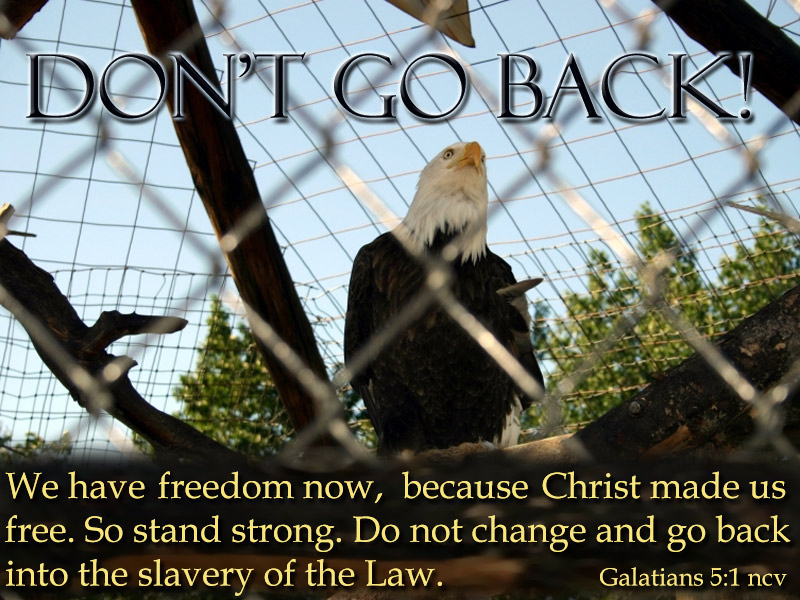 DON'T GO BACK!
We have freedom now, because Christ made us
free. So stand strong. Do not change and go back
into the slavery of the Law.
Galatians 5:1 ncv